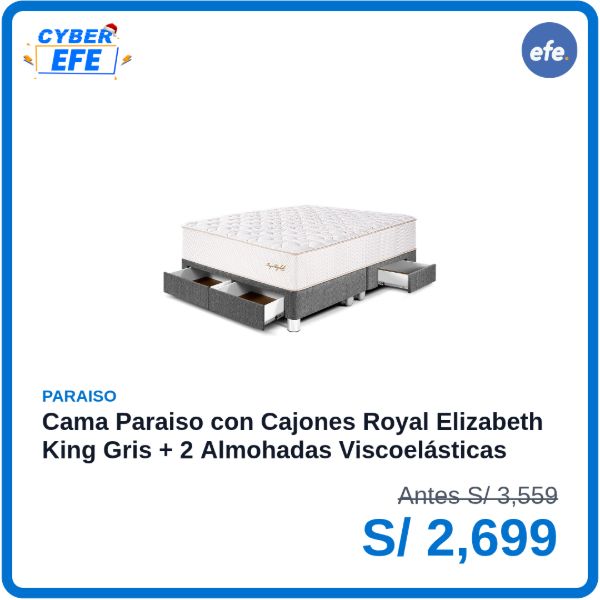 CYBER
EFE
efe.
PARAISO
Cama Paraiso con Cajones Royal Elizabeth
King Gris + 2 Almohadas Viscoelásticas
Antes S/ 3,559
S/ 2,699